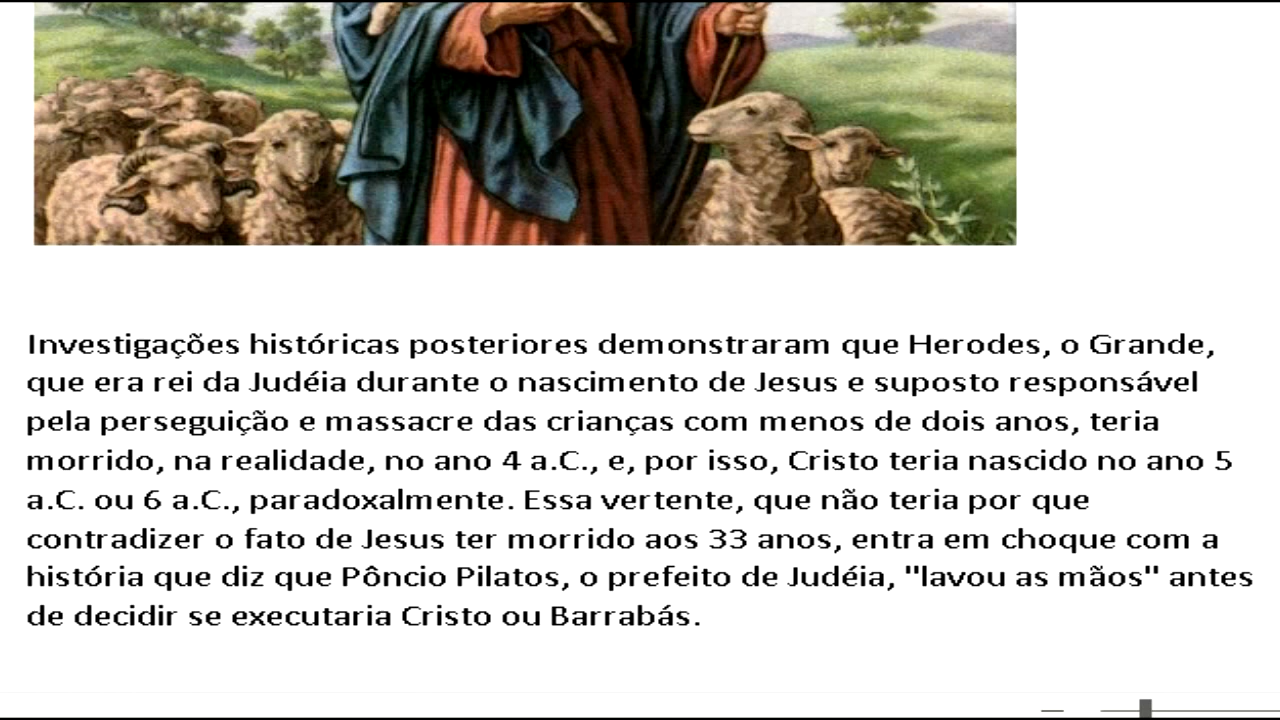 Investigações históricas posteriores demonstraram que Herodes, o Grande,
que era rei da Judéia durante o nascimento de Jesus e suposto responsável
pela perseguição e massacre das crianças com menos de dois anos, teria
morrido, na realidade, no ano 4 a.C., e, por isso, Cristo teria nascido no ano 5
a.C. ou 6 a.C., paradoxalmente. Essa vertente, que não teria por que
contradizer o fato de Jesus ter morrido aos 33 anos, entra em choque com a
história que diz que Pôncio Pilatos, o prefeito de Judéia, "lavou as mãos" antes
de decidir se executaria Cristo ou Barrabás.